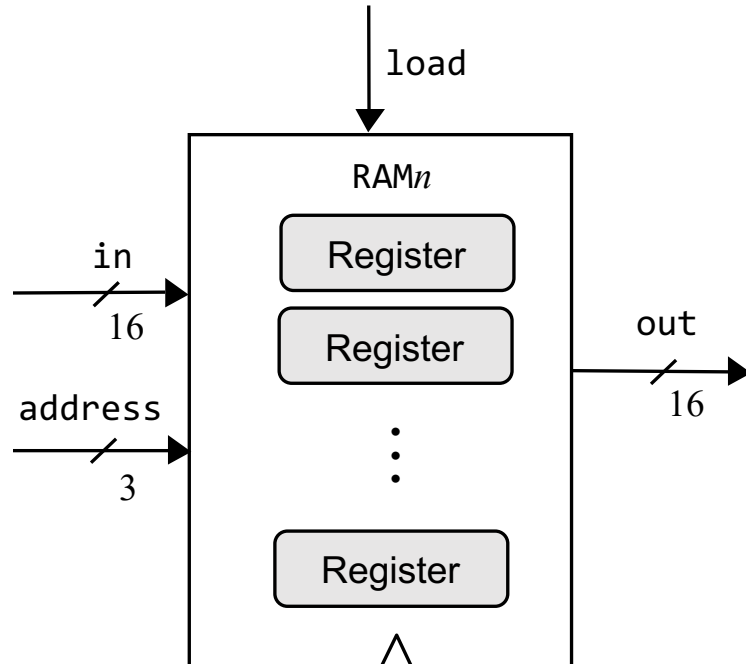 load
RAMn
Register
in
16
Register
out
16
address
3
Register